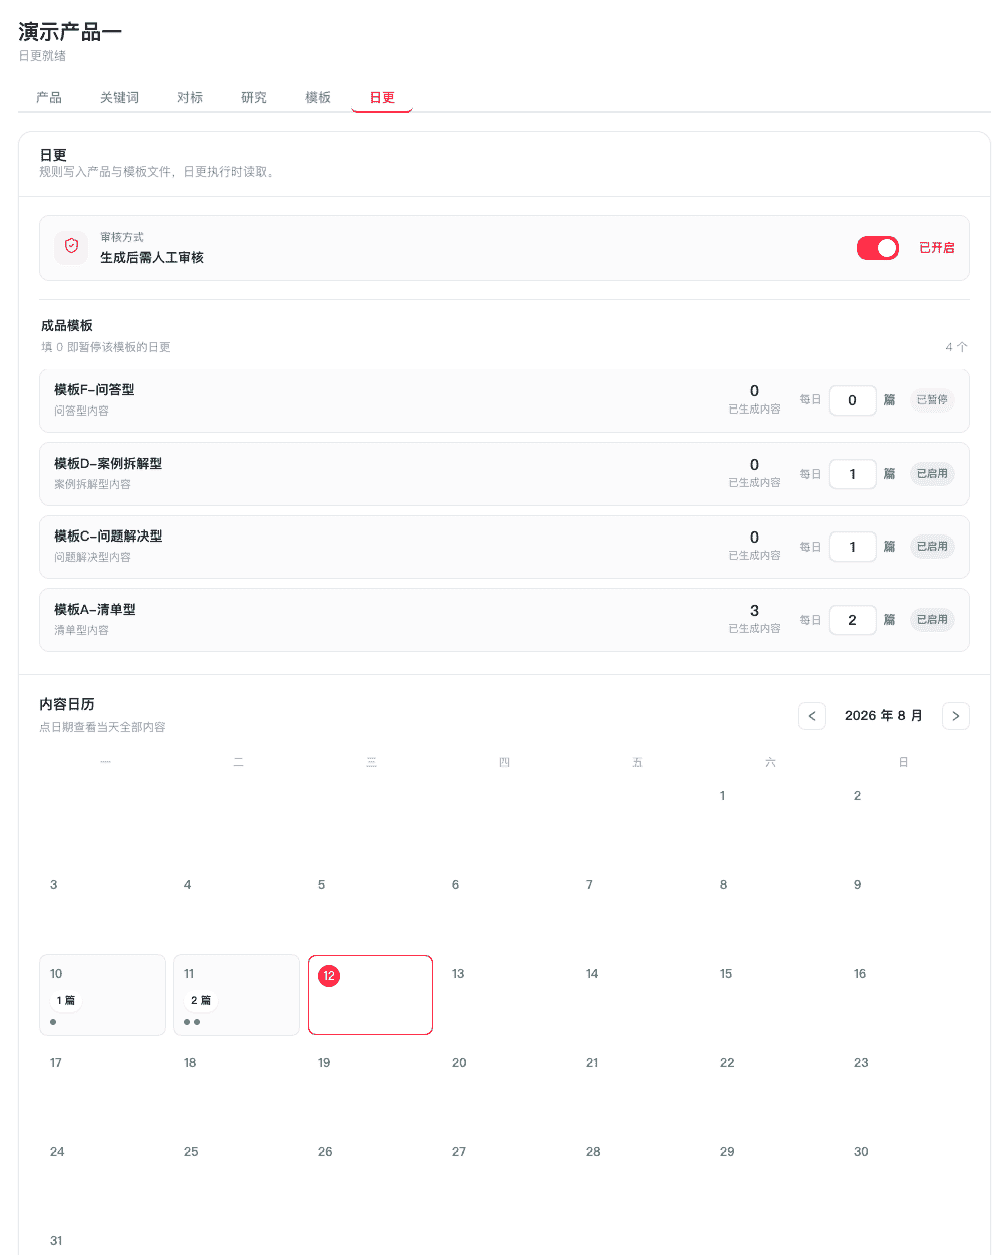 演示产品一
日更就绪
产品 关键词 对标 研究 模板 日更
日更
规则写入产品与模板文件，日更执行时读取。
审核方式
生成后需人工审核
已开启
成品模板
填 0 即暂停该模板的日更
4 个
模板F-问答型
问答型内容
0
已生成内容
每日 0 篇 已暂停
模板D-案例拆解型
案例拆解型内容
0
已生成内容
每日 1 篇 已启用
模板C-问题解决型
问题解决型内容
0
已生成内容
每日 1 篇 已启用
模板A-清单型
清单型内容
3
已生成内容
每日 2 篇 已启用
内容日历
点日期查看当天全部内容
< 2026 年 8 月 >
一 二 三 四 五 六 日
1 2
3 4 5 6 7 8 9
10 11 12 13 14 15 16
1 篇 2 篇
17 18 19 20 21 22 23
24 25 26 27 28 29 30
31